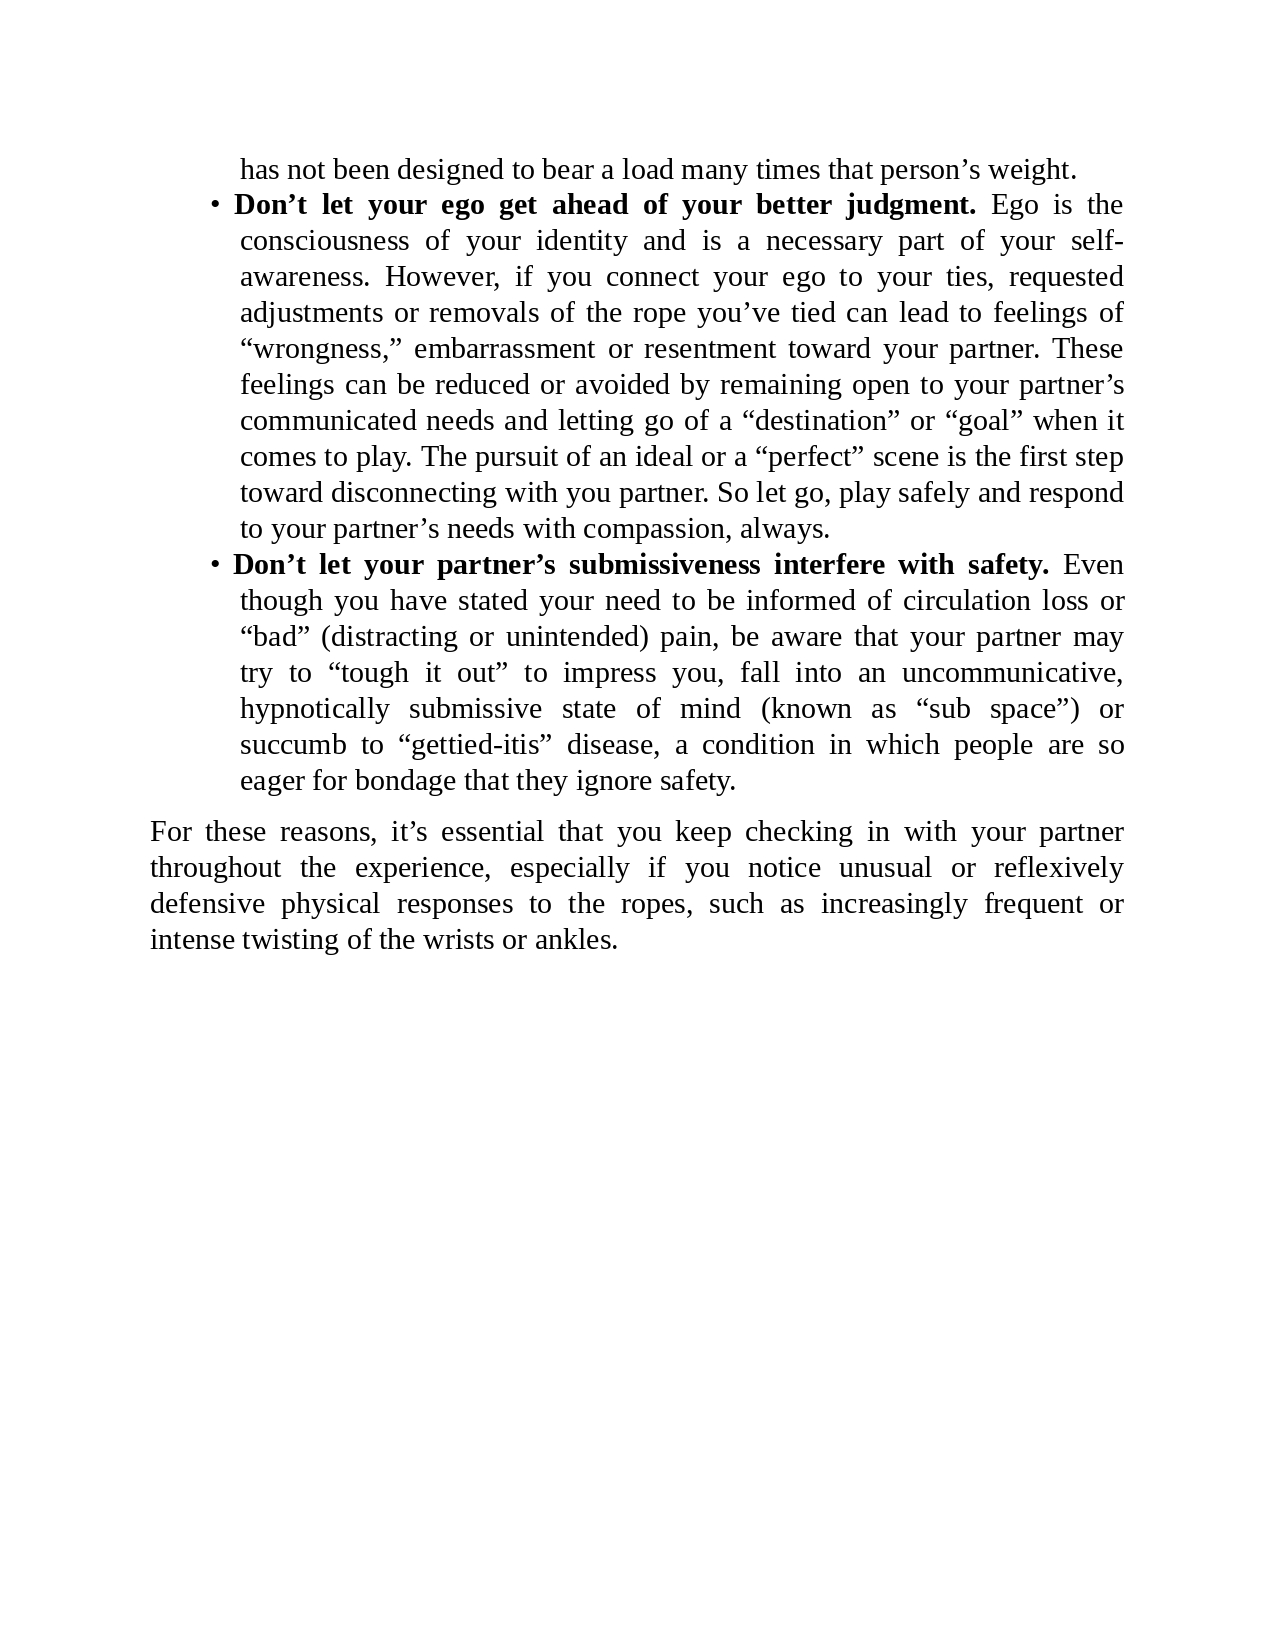 has not been designed to bear a load many times that person’s weight.
• Don’t let your ego get ahead of your better judgment. Ego is the
consciousness of your identity and is a necessary part of your self-
awareness. However, if you connect your ego to your ties, requested
adjustments or removals of the rope you’ve tied can lead to feelings of
“wrongness,” embarrassment or resentment toward your partner. These
feelings can be reduced or avoided by remaining open to your partner’s
communicated needs and letting go of a “destination” or “goal” when it
comes to play. The pursuit of an ideal or a “perfect” scene is the first step
toward disconnecting with you partner. So let go, play safely and respond
to your partner’s needs with compassion, always.
• Don’t let your partner’s submissiveness interfere with safety. Even
though you have stated your need to be informed of circulation loss or
“bad” (distracting or unintended) pain, be aware that your partner may
try to “tough it out” to impress you, fall into an uncommunicative,
hypnotically submissive state of mind (known as “sub space”) or
succumb to “gettied-itis” disease, a condition in which people are so
eager for bondage that they ignore safety.
For these reasons, it’s essential that you keep checking in with your partner
throughout the experience, especially if you notice unusual or reflexively
defensive physical responses to the ropes, such as increasingly frequent or
intense twisting of the wrists or ankles.